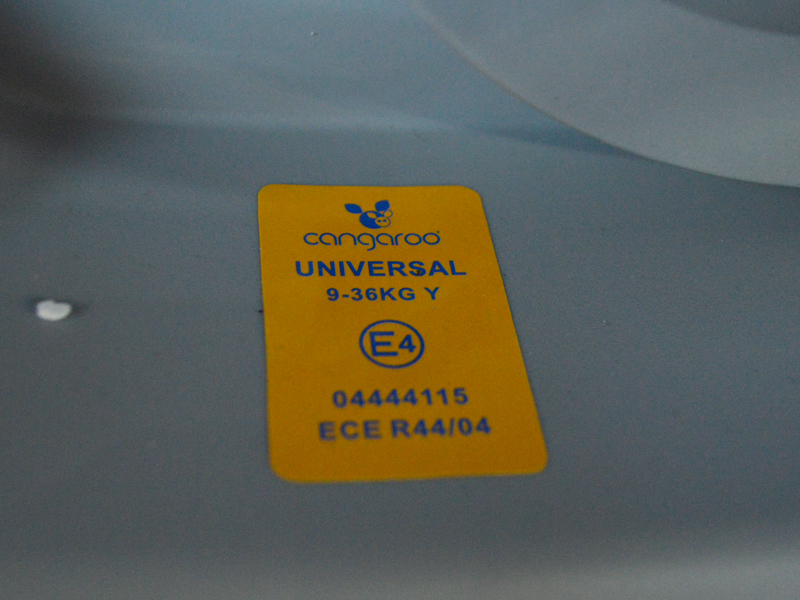 cangaroo
UNIVERSAL
9-36KG Y
E4
04444115
ECE R44/04